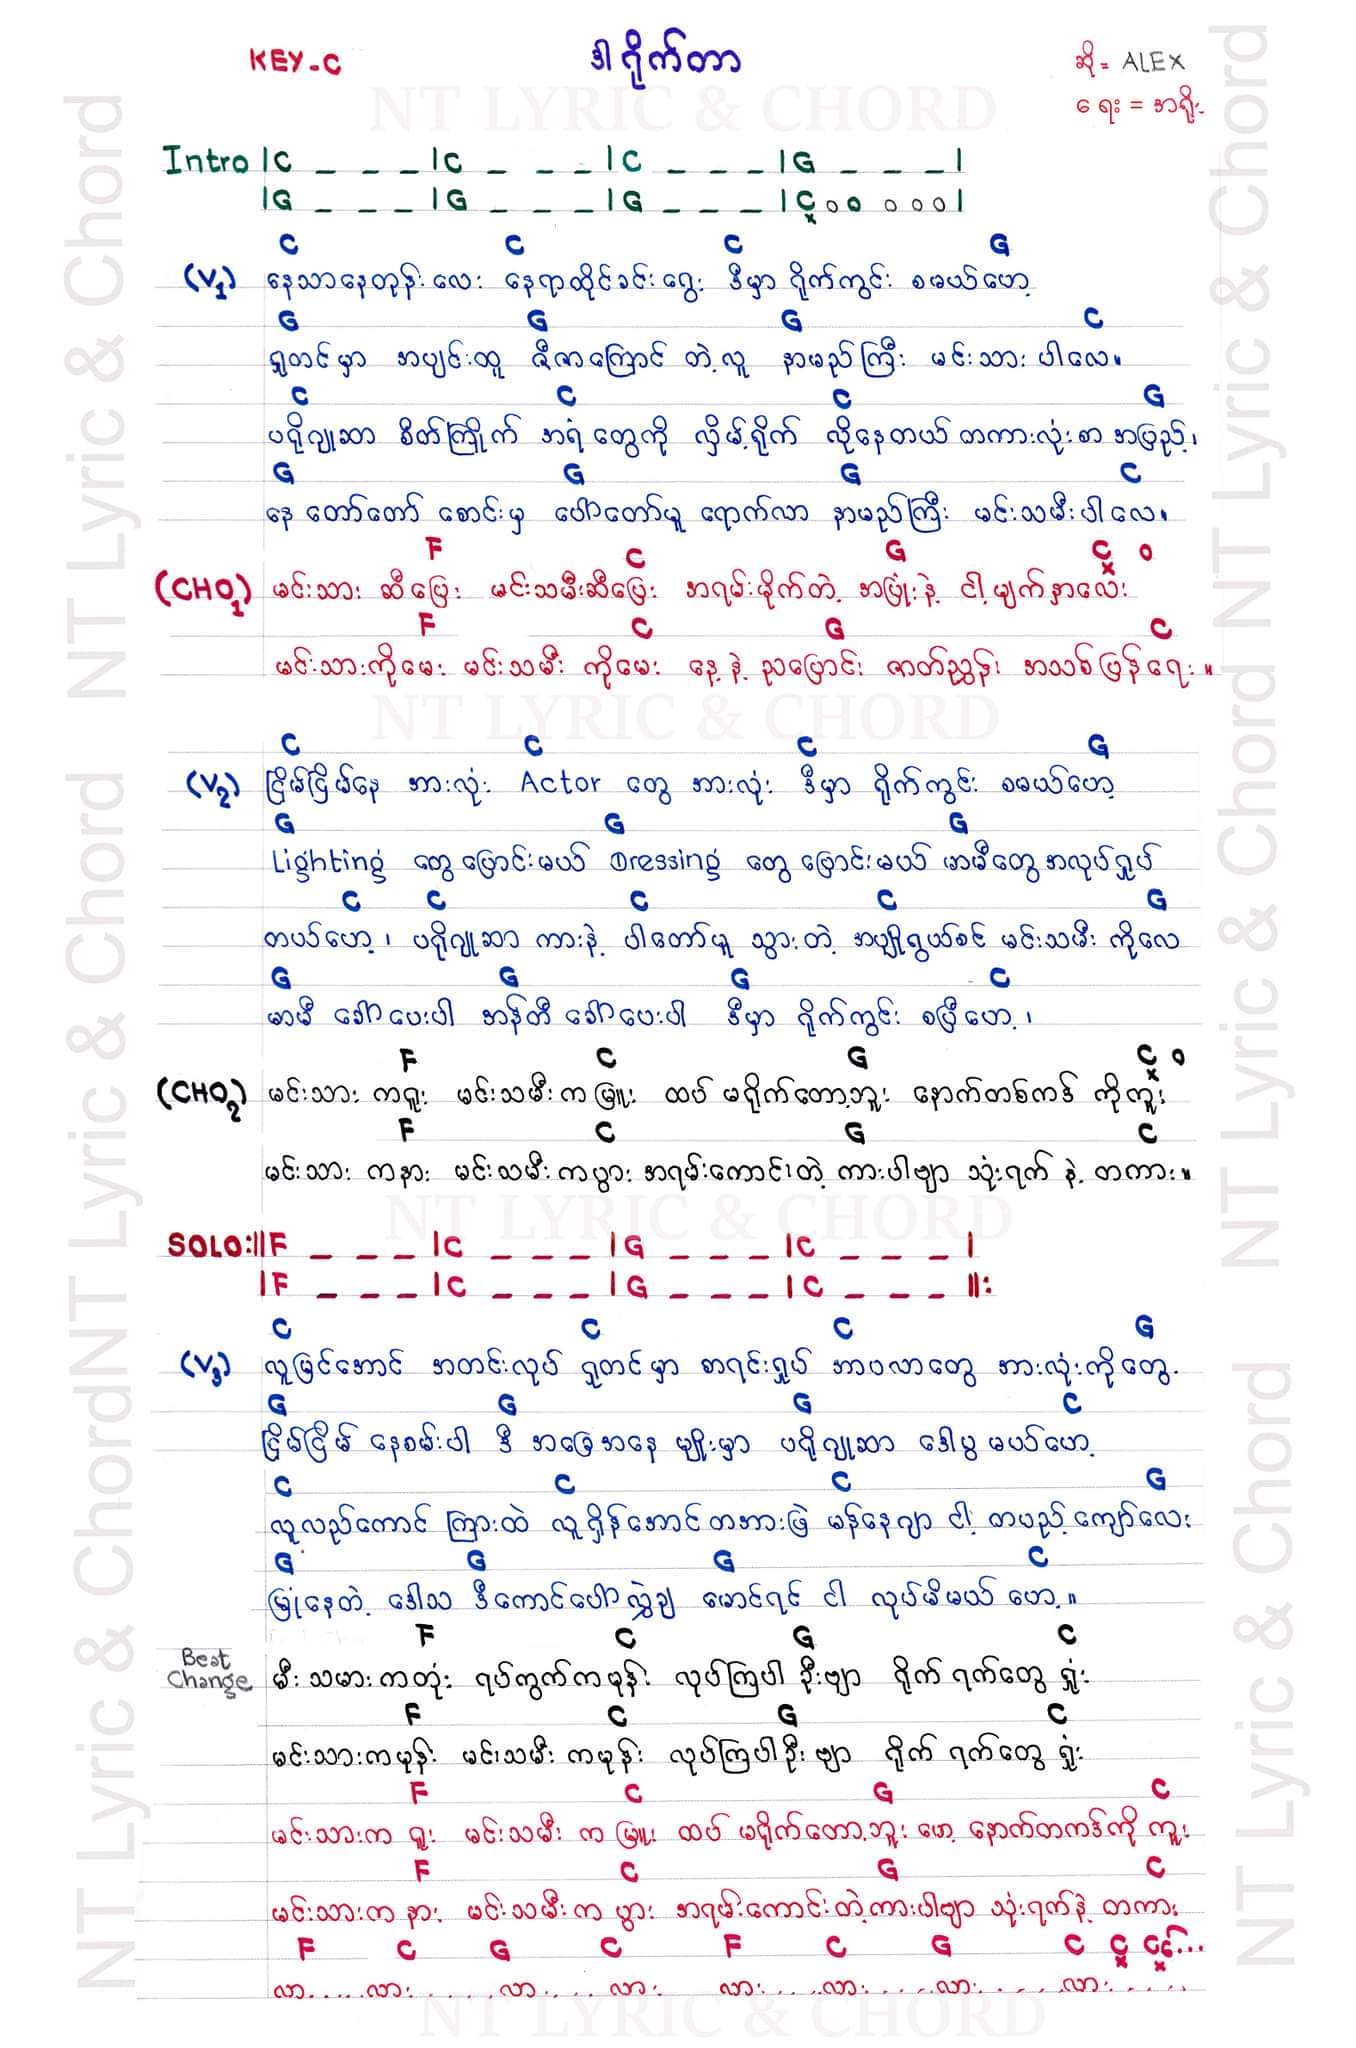 KEY-C
ဒါရိုက်တာ
ဆို = ALEX
ရေး = အရိုး
Intro |C _ _ _ |C _ _ _ |C _ _ _ |G _ _ _ |
|G _ _ _ |G _ _ _ |G _ _ _ |C o o o o o |
C C C G
(V1) နေသာနေတုန်းလေး နေရာထိုင်ခင်းရွေး ဒီမှာ ရိုက်ကွင်း စမယ်ဟေ့
G G G C
ရှုတင်မှာ အပျင်းထူ ဇီဇာကြောင် တဲ့လူ နာမည်ကြီး မင်းသားပါလေ။
C C C G
ပရိုဂျူဆာ စိတ်ကြိုက် အရံတွေကို လှိမ့်ရိုက် လိုနေတယ် တကားလုံးစာ အပြည့်၊
G G G C
နေ တော်တော် စောင်းမှ ပေါ်တော်မူ ရောက်လာ နာမည်ကြီး မင်းသမီးပါလေ။
F C G C o
(CHO1) မင်းသား ဆီပြေး မင်းသမီးဆီပြေး အရမ်းမိုက်တဲ့ အပြုံးနဲ့ ငါ့မျက်နှာလေး
F C G C
မင်းသားကိုမေး မင်းသမီး ကိုမေး နေ့နဲ့ညပြောင်း ဇာတ်ညွှန်း အသစ်ပြန်ရေး။
C C C G
(V2) ငြိမ်ငြိမ်နေ အားလုံး Actor တွေ အားလုံး ဒီမှာ ရိုက်ကွင်း စမယ်ဟေ့
G G G
Lighting တွေပြောင်းမယ် Dressing တွေပြောင်းမယ် မာမီတွေအလုပ်ရှုပ်
C C C C G
တယ်ဟေ့၊ ပရိုဂျူဆာ ကားနဲ့ ပါတော်မူ သွားတဲ့ အပျိုရွယ်စင် မင်းသမီး ကိုလေ
G G G C
မာမီ ခေါ်ပေးပါ အန်တီ ခေါ်ပေးပါ ဒီမှာ ရိုက်ကွင်း စပြီဟေ့၊
F C G C o
(CHO2) မင်းသား ကရူး မင်းသမီးကမြူး ထပ် မရိုက်တော့ဘူး နောက်တစ်ကဒ် ကိုကူး
F C G C
မင်းသား ကနား မင်းသမီးကပွား အရမ်းကောင်းတဲ့ ကားပါဗျာ သုံးရက် နဲ့ တကား။
SOLO:||F _ _ _ |C _ _ _ |G _ _ _ |C _ _ _ |
|F _ _ _ |C _ _ _ |G _ _ _ |C _ _ _ ||:
C C C G
(V3) လူမြင်အောင် အတင်းလုပ် ရှုတင်မှာ စာရင်းရှုပ် အာပလာတွေ အားလုံးကိုတွေ့
G G G C
ငြိမ်ငြိမ် နေစမ်းပါ ဒီ အခြေအနေ မျိုးမှာ ပရိုဂျူဆာ ဒေါပွ မယ်ဟေ့
C C C G
လူလည်ကောင် ကြားထဲ လူရှိန်အောင် တအားဖြဲ မန်နေဂျာ ငါ့ တပည့်ကျော်လေး
G G G C
မြုံနေတဲ့ ဒေါသ ဒီကောင်ပေါ်လွှဲချ မောင်ရင် ငါ လုပ်မိမယ် ဟေ့။
F C G C
Beat Change မီးသမားကတုံး ရပ်ကွက်ကမုန်း လုပ်ကြပါဦးဗျာ ရိုက် ရက်တွေ ရှုံး
F C G C
မင်းသားကမုန်း မင်းသမီး ကမုန်း လုပ်ကြပါဦးဗျာ ရိုက် ရက်တွေ ရှုံး
F C G C
မင်းသားက ရူး မင်းသမီး က မြူး ထပ် မရိုက်တော့ဘူး ဟေ့ နောက်တကဒ်ကို ကူး
F C G C
မင်းသားက နား မင်းသမီးက ပွား အရမ်းကောင်းတဲ့ကားပါဗျာ သုံးရက်နဲ့ တကား
F C G C F C G C C C...
လာ.....လာ: .....လာ: ....လာ: .....လာ: ....လာ: .....လာ: .....လာ: .....
NT LYRIC & CHORD
NT LYRIC & CHORD
NT LYRIC & CHORD
NT LYRIC & CHORD
NT Lyric & Chord
NT Lyric & Chord
NT Lyric & Chord
NT Lyric & Chord
NT Lyric & Chord
NT Lyric & Chord